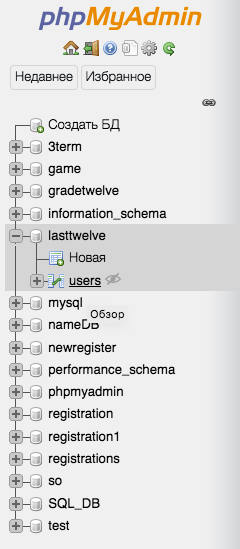 phpMyAdmin
Недавнее Избранное
Создать БД
3term
game
gradetwelve
information_schema
lasttwelve
Новая
users
mysql
Обзор
nameDB
newregister
performance_schema
phpmyadmin
registration
registration1
registrations
so
SQL_DB
test